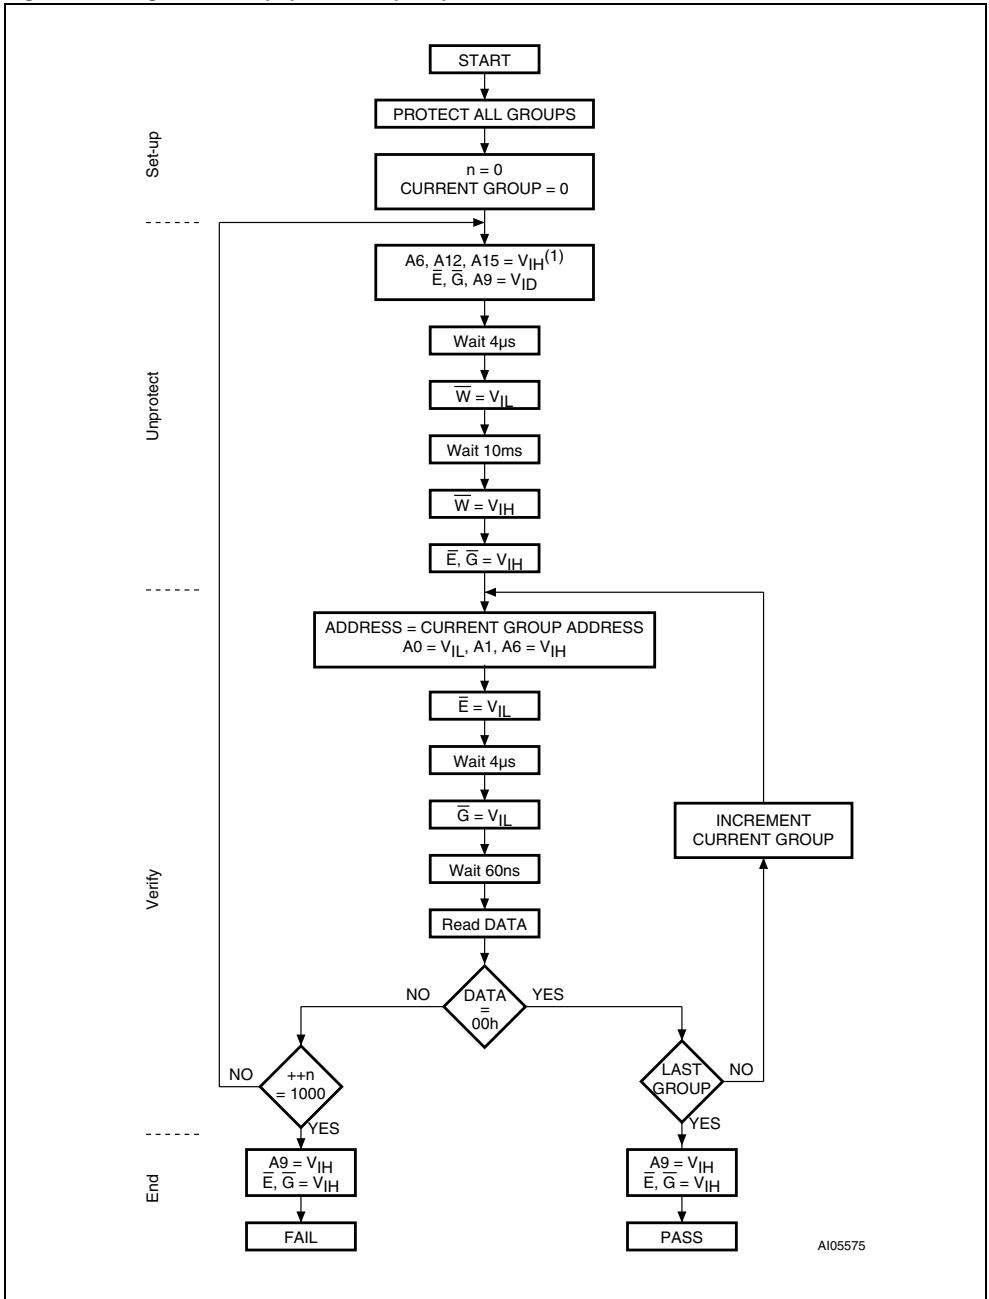 START
PROTECT ALL GROUPS
Set-up
n = 0
CURRENT GROUP = 0
A6, A12, A15 = VIH(1)
E̅, G̅, A9 = VID
Wait 4µs
Unprotect
W̅ = VIL
Wait 10ms
W̅ = VIH
E̅, G̅ = VIH
ADDRESS = CURRENT GROUP ADDRESS
A0 = VIL, A1, A6 = VIH
E̅ = VIL
Wait 4µs
G̅ = VIL
INCREMENT
CURRENT GROUP
Wait 60ns
Verify
Read DATA
NO
DATA
=
00h
YES
NO
++n
= 1000
LAST
GROUP
NO
YES
YES
End
A9 = VIH
E̅, G̅ = VIH
A9 = VIH
E̅, G̅ = VIH
FAIL
PASS
AI05575